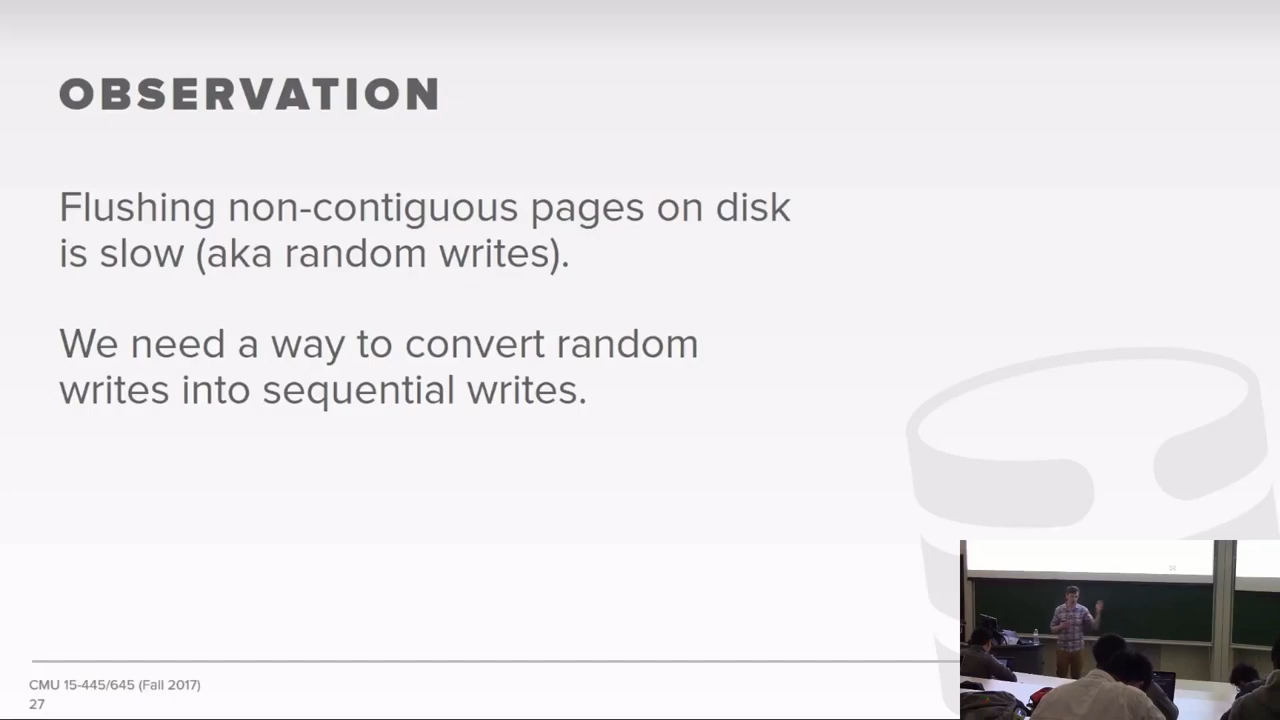 OBSERVATION
Flushing non-contiguous pages on disk
is slow (aka random writes).
We need a way to convert random
writes into sequential writes.
CMU 15-445/645 (Fall 2017)
27